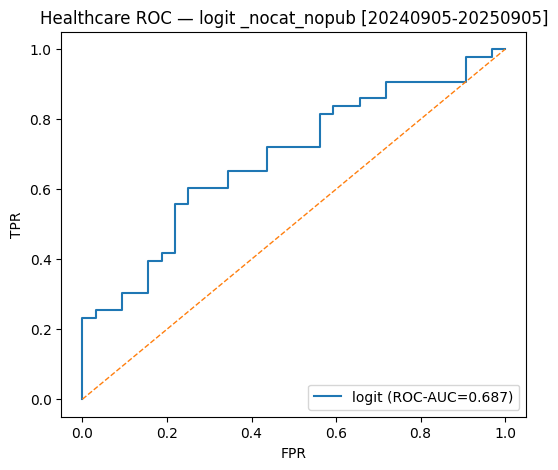 Healthcare ROC — logit _nocat_nopub [20240905-20250905]
1.0
0.8
0.6
0.4
0.2
0.0
TPR
0.0 0.2 0.4 0.6 0.8 1.0
FPR
logit (ROC-AUC=0.687)